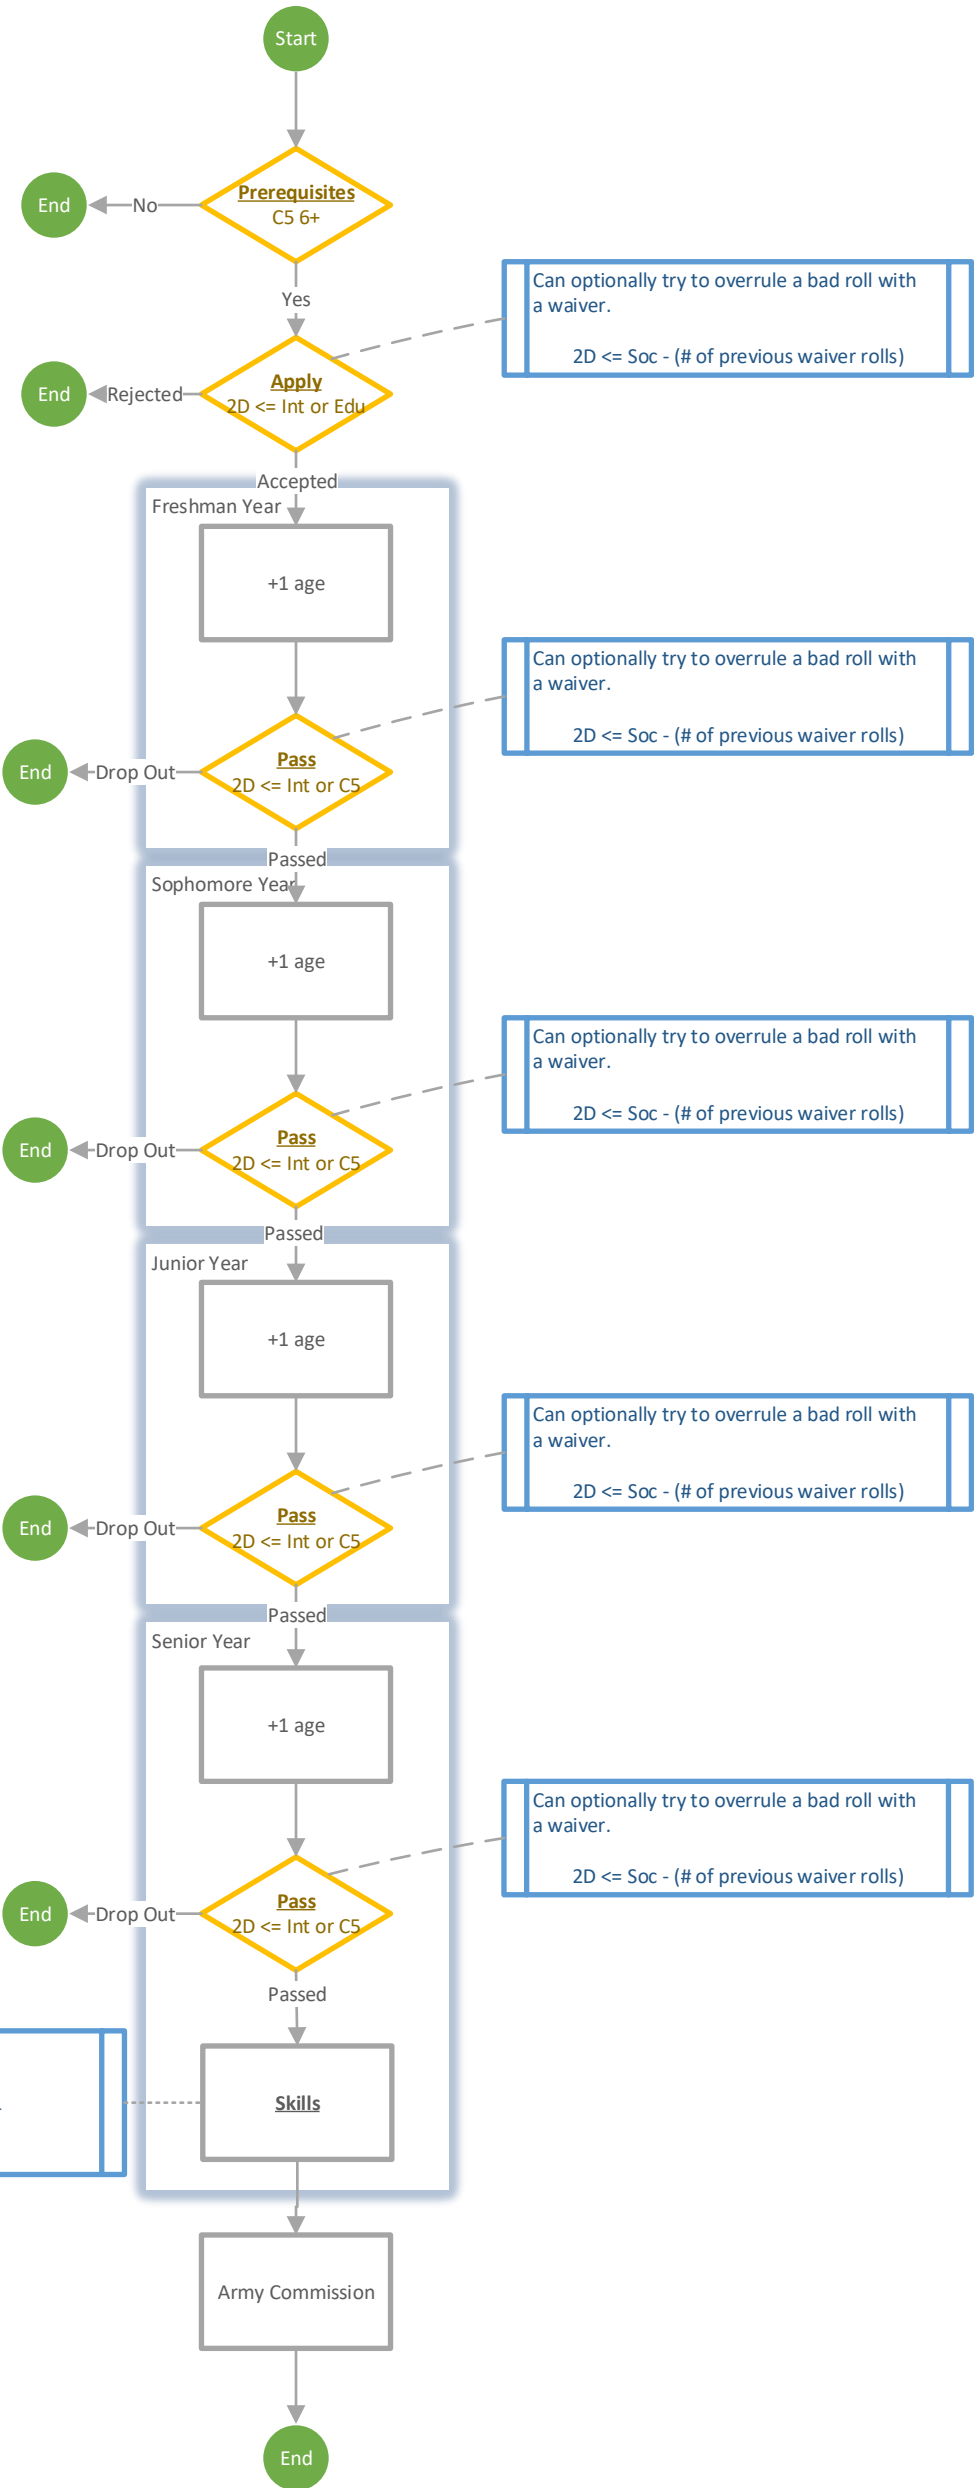 Start
Prerequisites
C5 6+
No
End
Yes
Can optionally try to overrule a bad roll with
a waiver.
2D <= Soc - (# of previous waiver rolls)
Apply
2D <= Int or Edu
Rejected
End
Accepted
Freshman Year
+1 age
Can optionally try to overrule a bad roll with
a waiver.
2D <= Soc - (# of previous waiver rolls)
Pass
2D <= Int or C5
Drop Out
End
Passed
Sophomore Year
+1 age
Can optionally try to overrule a bad roll with
a waiver.
2D <= Soc - (# of previous waiver rolls)
Pass
2D <= Int or C5
Drop Out
End
Passed
Junior Year
+1 age
Can optionally try to overrule a bad roll with
a waiver.
2D <= Soc - (# of previous waiver rolls)
Pass
2D <= Int or C5
Drop Out
End
Passed
Senior Year
+1 age
Can optionally try to overrule a bad roll with
a waiver.
2D <= Soc - (# of previous waiver rolls)
Pass
2D <= Int or C5
Drop Out
End
Passed
Skills
Army Commission
End